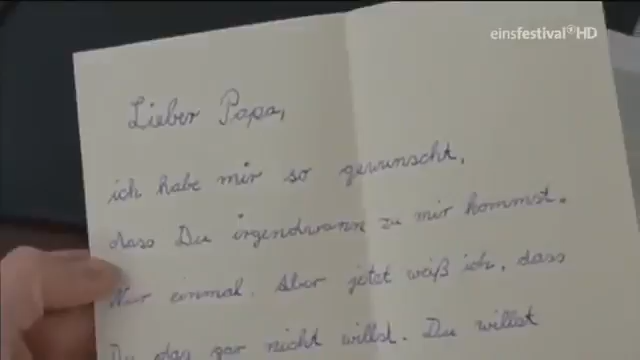 einsfestival HD
Lieber Papa,
ich habe mir so gewünscht,
dass Du irgendwann zu mir kommst.
Nur einmal. Aber jetzt weiß ich, dass
Du das gar nicht willst. Du willst